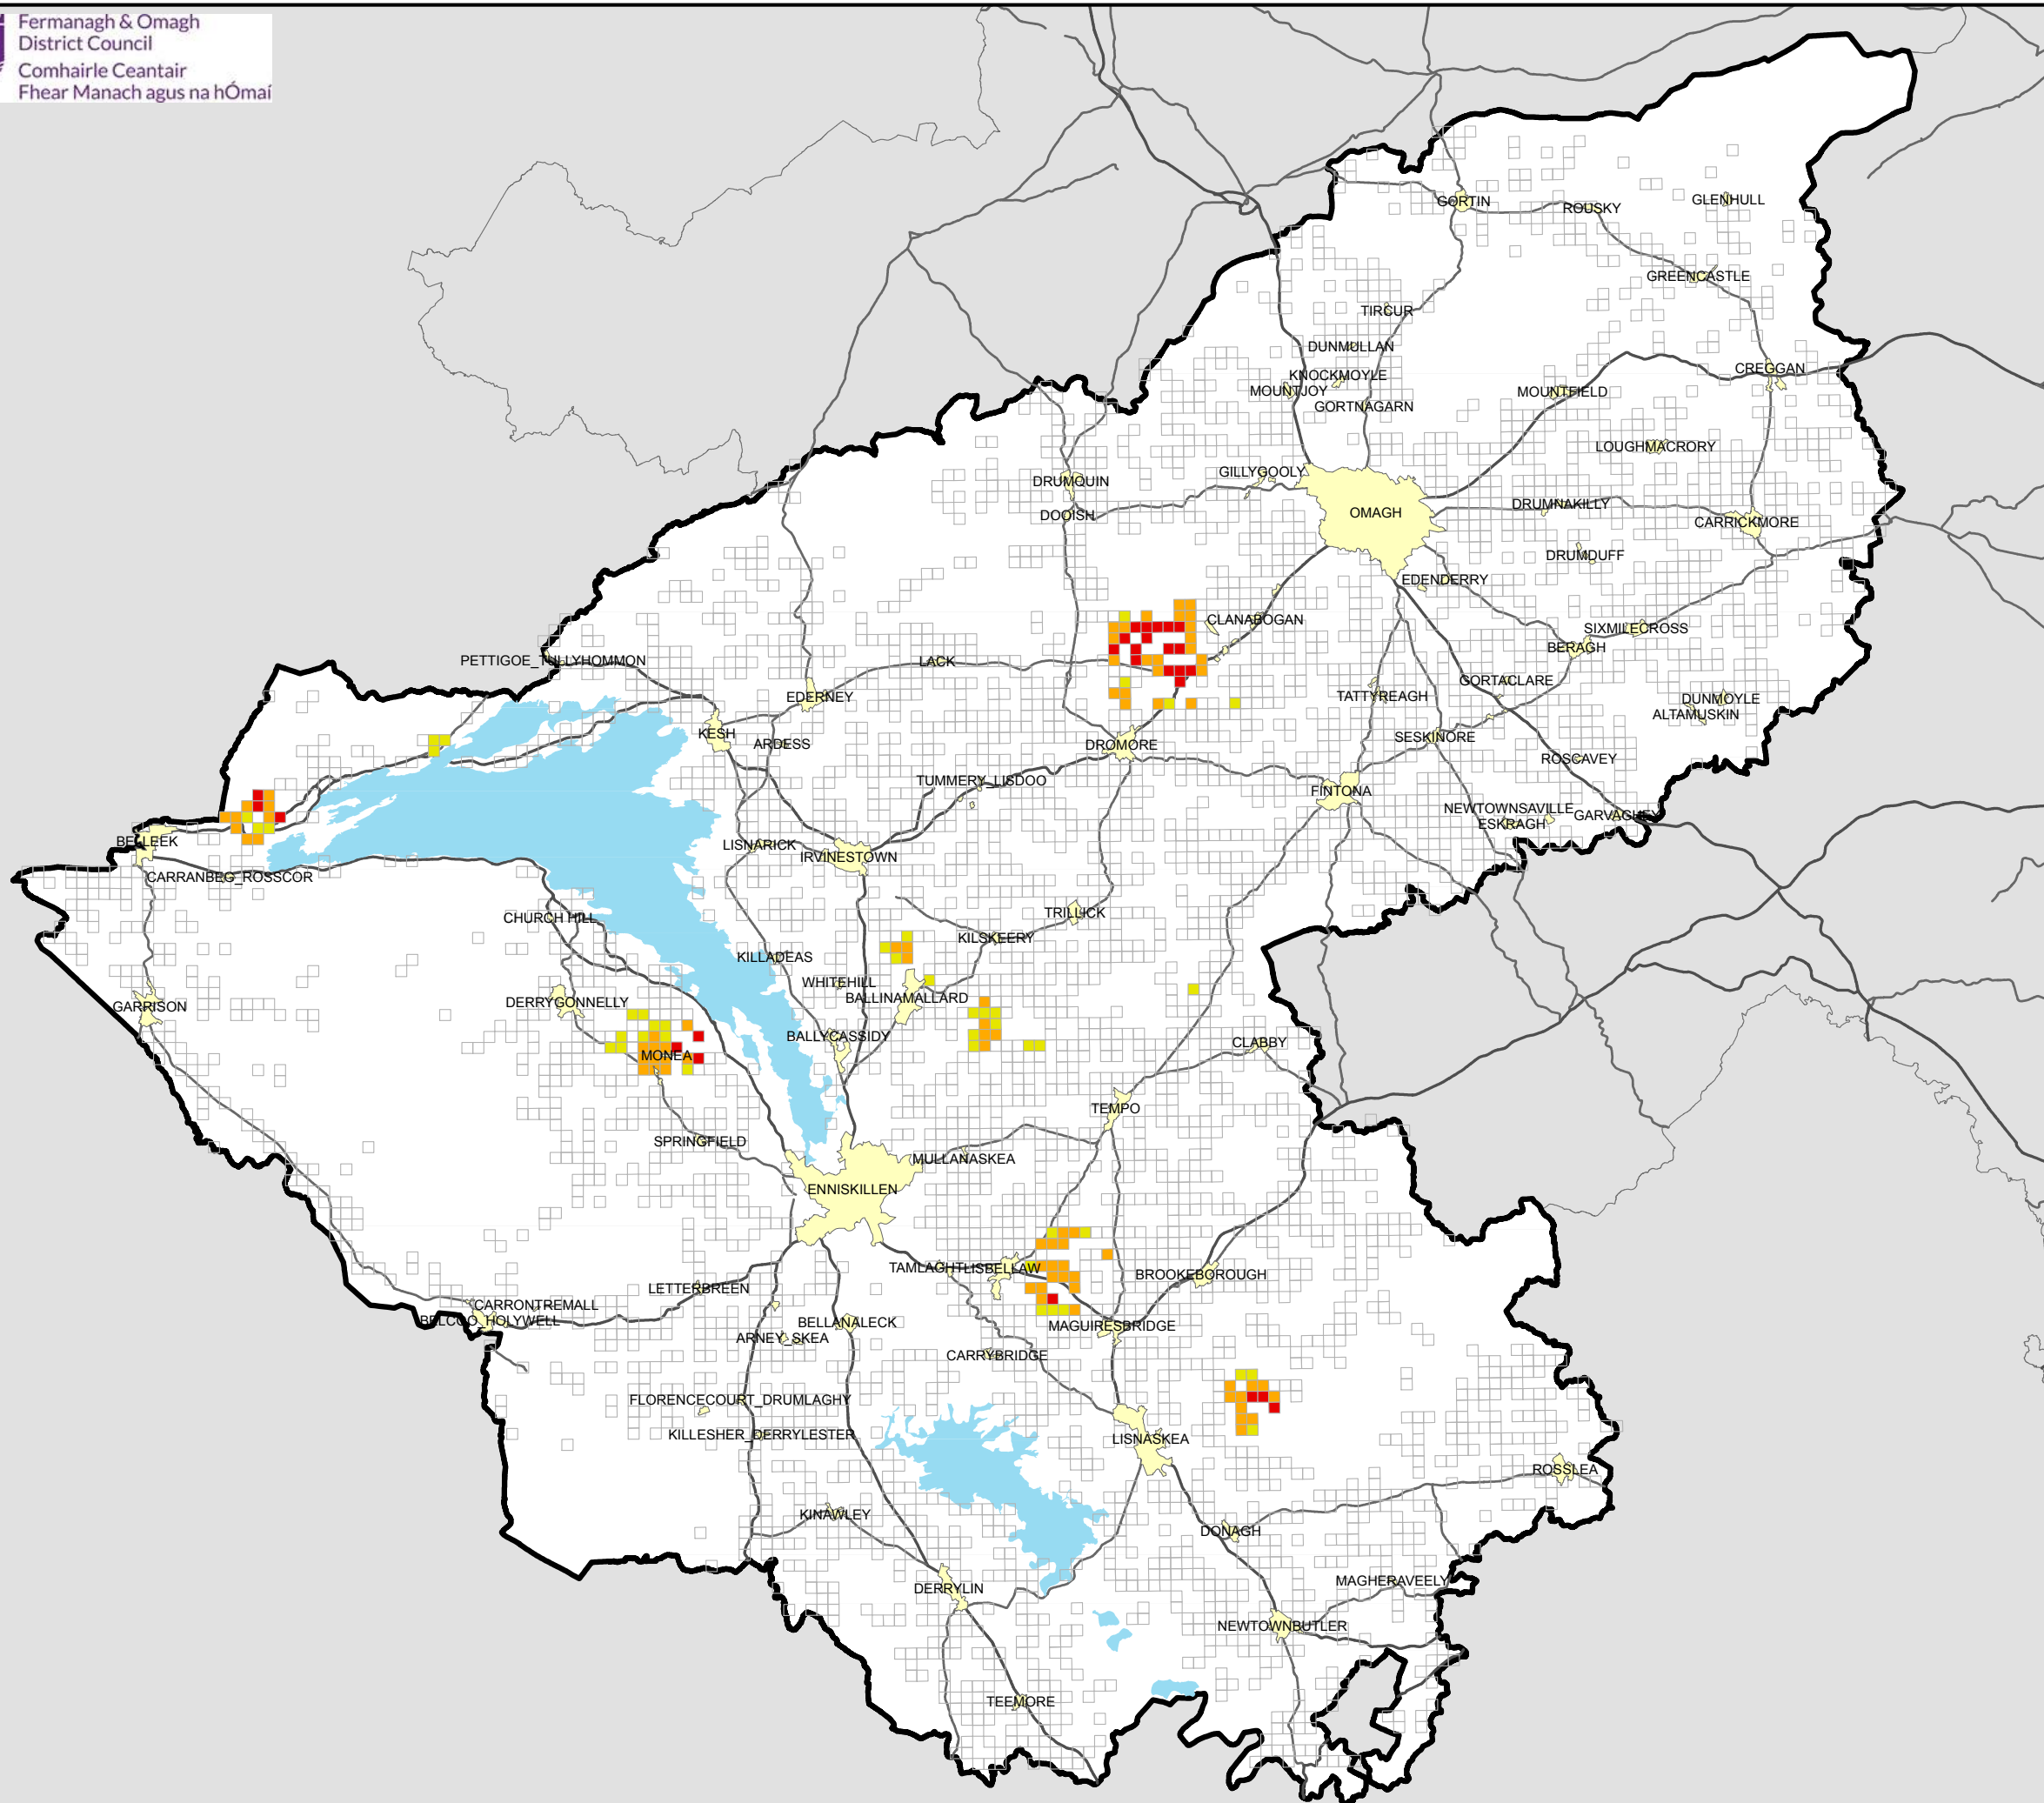 Fermanagh & Omagh
District Council
Comhairle Ceantair
Fhear Manach agus na hÓmaí
GORTIN
ROUSKY
GLENHULL
GREENCASTLE
TIRCUR
DUNMULLAN
KNOCKMOYLE
MOUNTJOY
GORTNAGARN
CREGGAN
MOUNTFIELD
LOUGHMACRORY
GILLYGOOLY
DRUMQUIN
DOOISH
OMAGH
DRUMNAKILLY
CARRICKMORE
DRUMDUFF
EDENDERRY
CLANABOGAN
SIXMILECROSS
BERAGH
PETTIGOE_TULLYHOMMON
LACK
EDERNEY
TATTYREAGH
GORTACLARE
DUNMOYLE
ALTAMUSKIN
KESH
ARDESS
DROMORE
SESKINORE
ROSCAVEY
TUMMERY_LISDOO
FINTONA
NEWTOWNSAVILLE
ESKRAGH
GARVAGHEY
BELLEEK
LISNARICK
IRVINESTOWN
CARRANBEG_ROSSCOR
CHURCH HILL
TRILLICK
KILSKEERY
KILLADEAS
WHITEHILL
BALLINAMALLARD
DERRYGONNELLY
GARRISON
BALLYCASSIDY
CLABBY
MONEA
TEMPO
SPRINGFIELD
MULLANASKEA
ENNISKILLEN
TAMLAGHT
LISBELLAW
BROOKEBOROUGH
LETTERBREEN
CARRONTREMALL
BELCOO_HOLYWELL
BELLANALECK
ARNEY_SKEA
MAGUIRESBRIDGE
CARRYBRIDGE
FLORENCECOURT_DRUMLAGHY
KILLESHER_DERRYLESTER
LISNASKEA
ROSSLEA
KINAWLEY
DONAGH
DERRYLIN
MAGHERAVEELY
NEWTOWNBUTLER
TEEMORE